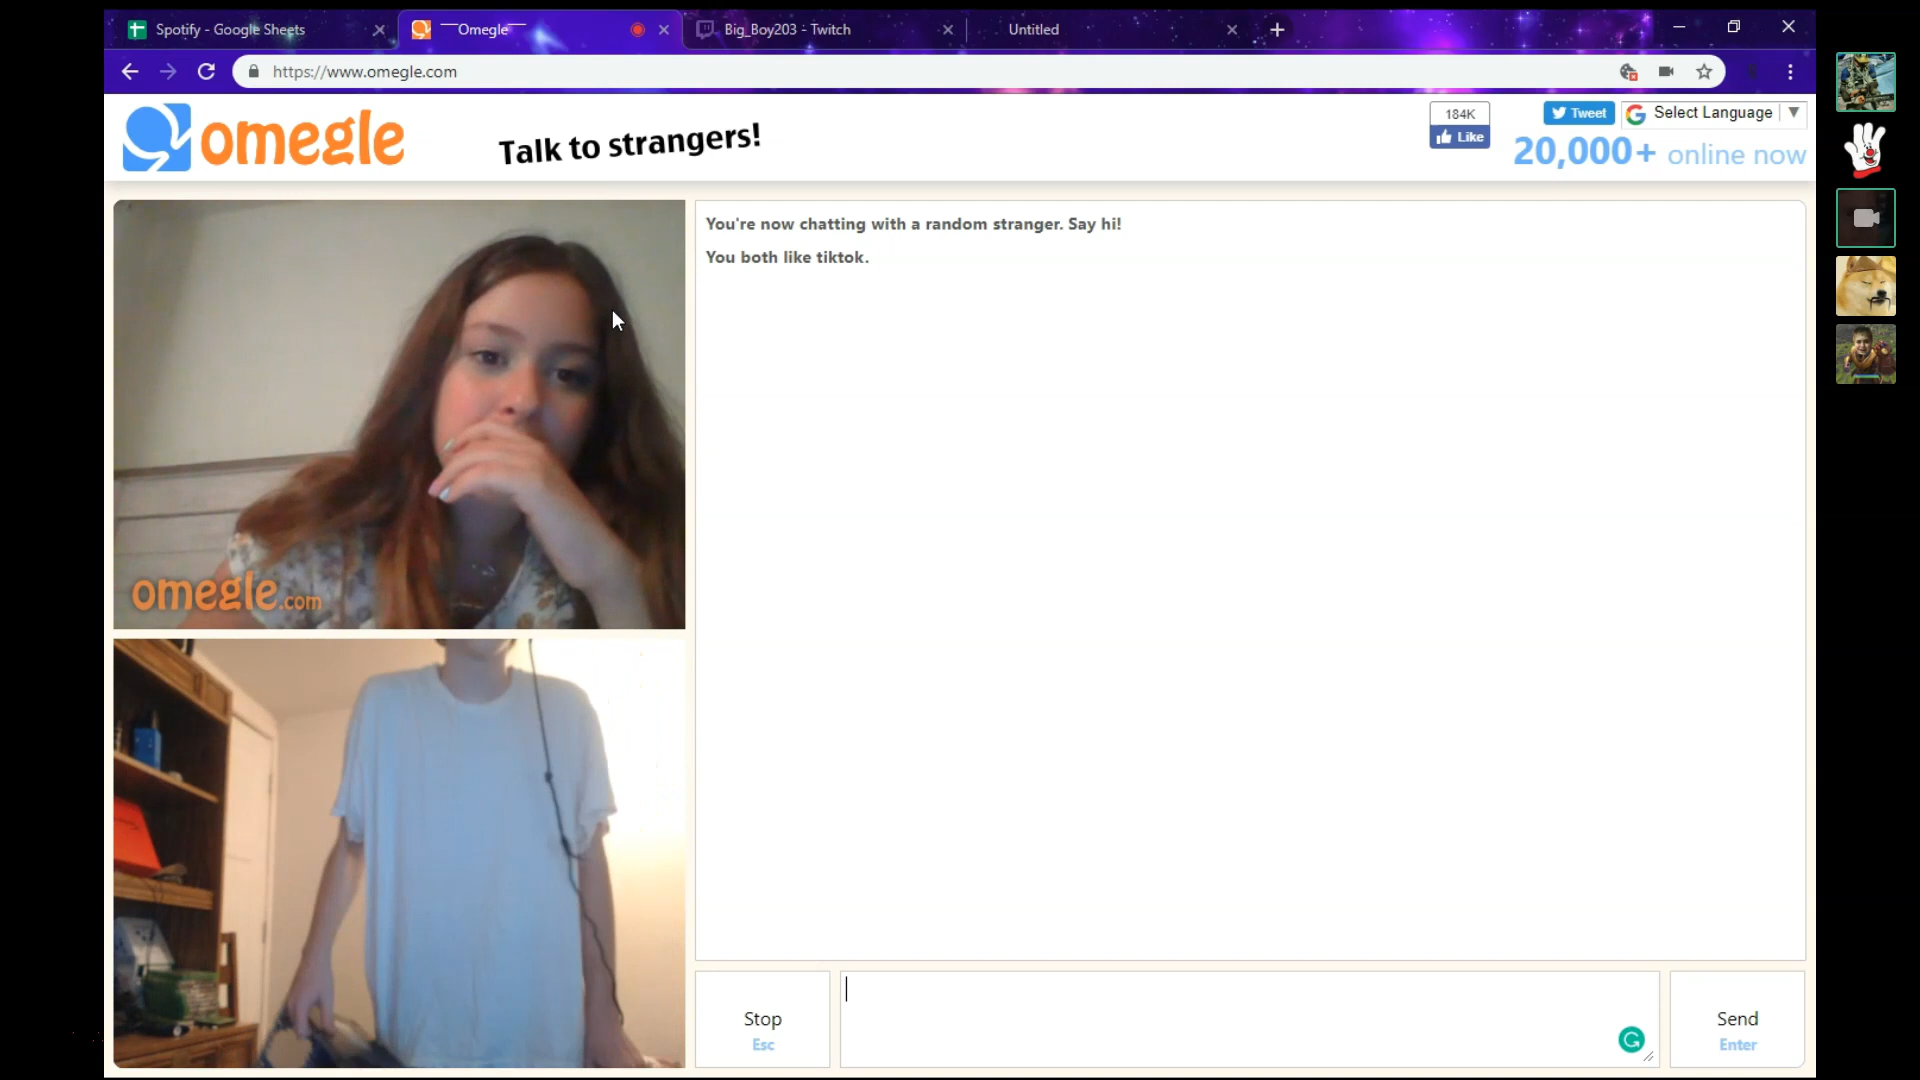 Spotify - Google Sheets
Omegle
Big_Boy203 - Twitch
Untitled
https://www.omegle.com
omegle
Talk to strangers!
184K
Like
Tweet
Select Language
20,000+ online now
You're now chatting with a random stranger. Say hi!
You both like tiktok.
omegle.com
Stop
Esc
Send
Enter